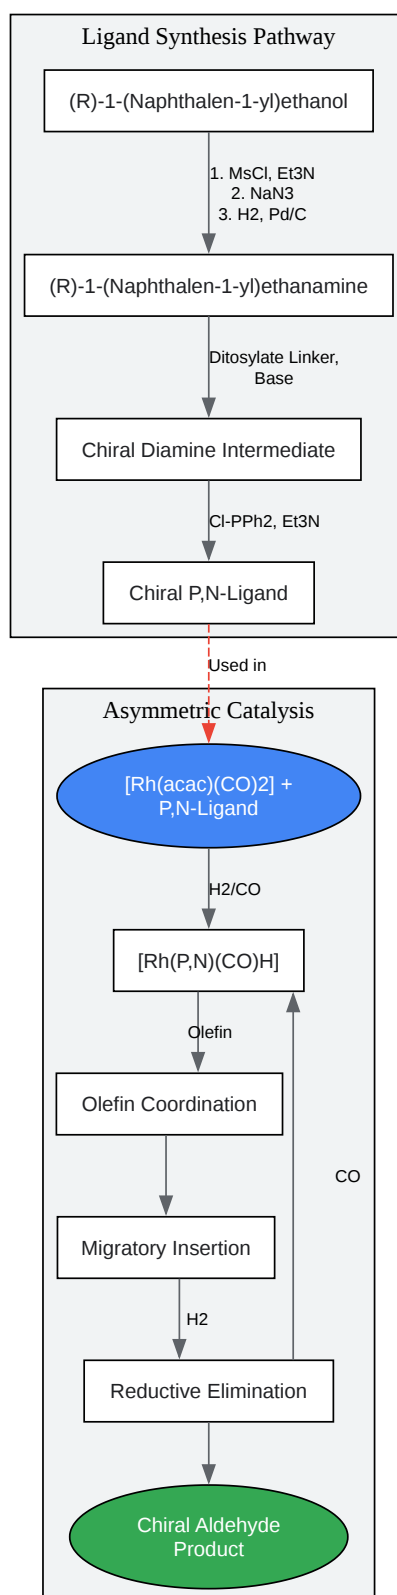 Ligand Synthesis Pathway
(R)-1-(Naphthalen-1-yl)ethanol
1. MsCl, Et3N
2. NaN3
3. H2, Pd/C
(R)-1-(Naphthalen-1-yl)ethanamine
Ditosylate Linker,
Base
Chiral Diamine Intermediate
Cl-PPh2, Et3N
Chiral P,N-Ligand
Used in
Asymmetric Catalysis
[Rh(acac)(CO)2] +
P,N-Ligand
H2/CO
[Rh(P,N)(CO)H]
Olefin
Olefin Coordination
CO
Migratory Insertion
H2
Reductive Elimination
Chiral Aldehyde
Product